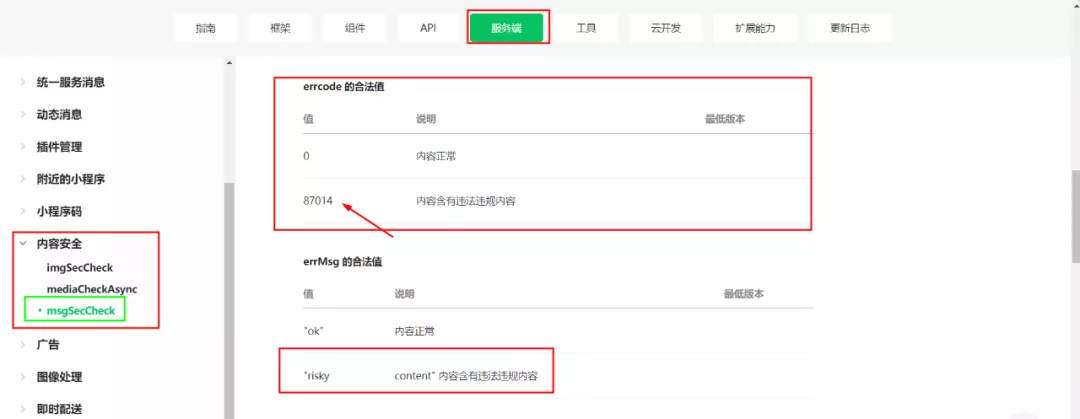 指南 框架 组件 API 服务端 工具 云开发 扩展能力 更新日志
统一服务消息
动态消息
插件管理
附近的小程序
小程序码
内容安全
imgSecCheck
mediaCheckAsync
msgSecCheck
广告
图像处理
即时配送
errcode 的合法值
值 说明 最低版本
0 内容正常
87014 内容含有违法违规内容
errMsg 的合法值
值 说明 最低版本
"ok" 内容正常
"risky content" 内容含有违法违规内容